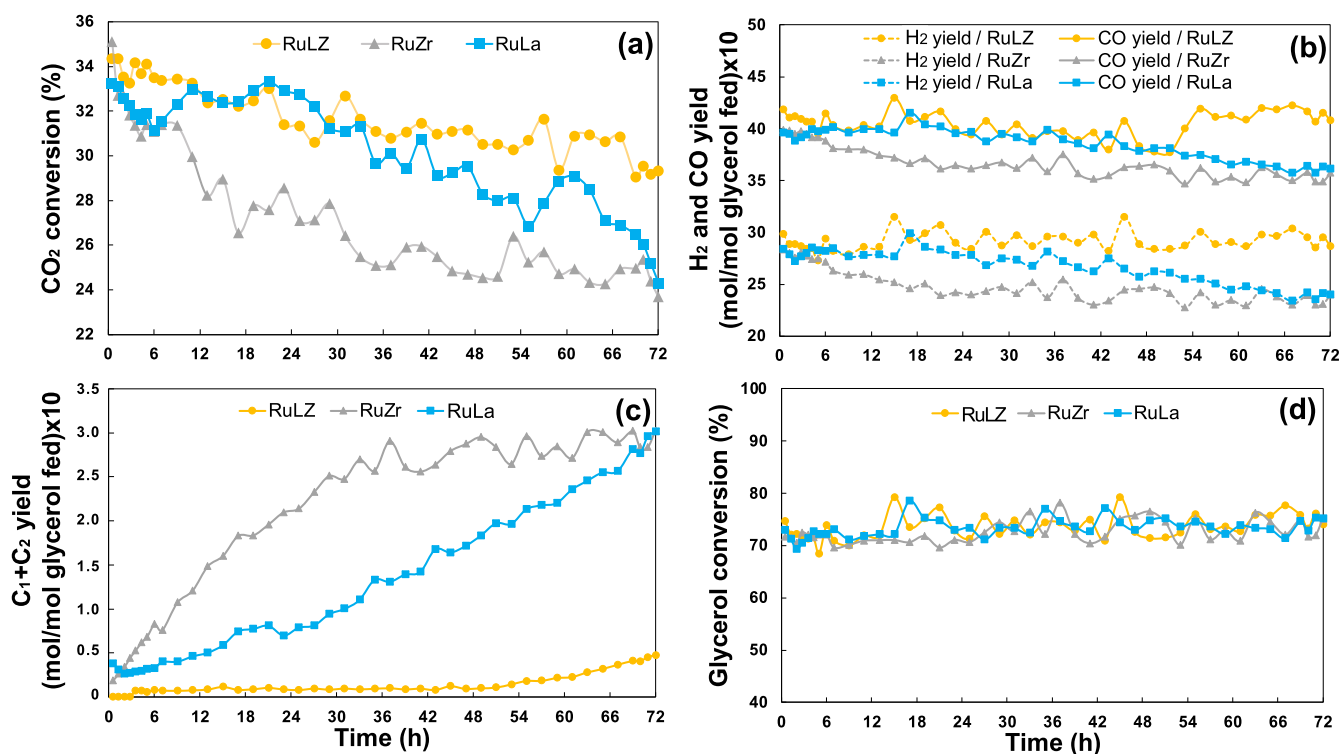 36
34
32
30
28
26
24
22
CO₂ conversion (%)
RuLZ RuZr RuLa
(a)
0 6 12 18 24 30 36 42 48 54 60 66 72
50
45
40
35
30
25
20
H₂ and CO yield
(mol/mol glycerol fed)x10
H₂ yield / RuLZ CO yield / RuLZ
H₂ yield / RuZr CO yield / RuZr
H₂ yield / RuLa CO yield / RuLa
(b)
0 6 12 18 24 30 36 42 48 54 60 66 72
3.5
3.0
2.5
2.0
1.5
1.0
0.5
0
C₁+C₂ yield
(mol/mol glycerol fed)x10
RuLZ RuZr RuLa
(c)
0 6 12 18 24 30 36 42 48 54 60 66 72
Time (h)
100
90
80
70
60
50
40
Glycerol conversion (%)
RuLZ RuZr RuLa
(d)
0 6 12 18 24 30 36 42 48 54 60 66 72
Time (h)